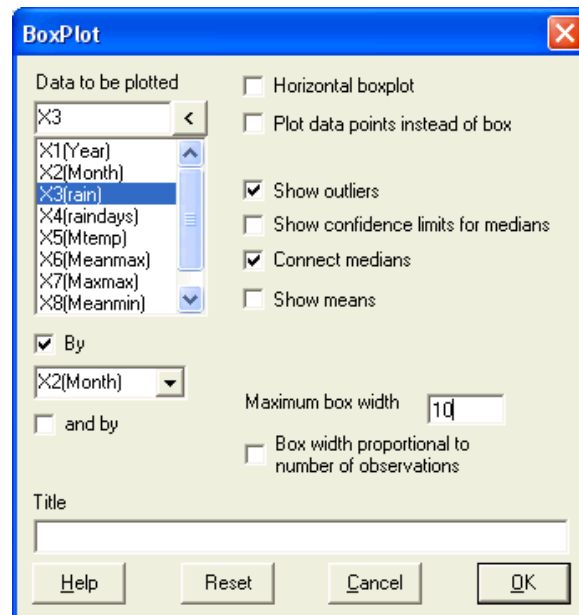 BoxPlot
Data to be plotted
X3
<
X1(Year)
X2(Month)
X3(rain)
X4(raindays)
X5(Mtemp)
X6(Meanmax)
X7(Maxmax)
X8(Meanmin)
By
X2(Month)
and by
Horizontal boxplot
Plot data points instead of box
Show outliers
Show confidence limits for medians
Connect medians
Show means
Maximum box width
10
Box width proportional to
number of observations
Title
Help
Reset
Cancel
OK